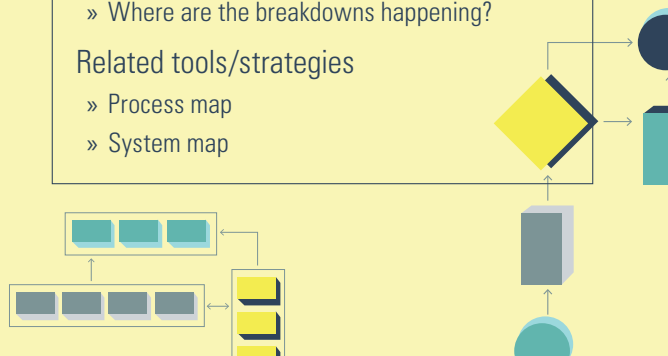 » Where are the breakdowns happening?
Related tools/strategies
» Process map
» System map